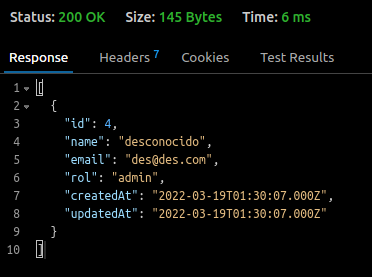 Status: 200 OK Size: 145 Bytes Time: 6 ms
Response Headers 7 Cookies Test Results
1 [
2 {
3 "id": 4,
4 "name": "desconocido",
5 "email": "des@des.com",
6 "rol": "admin",
7 "createdAt": "2022-03-19T01:30:07.000Z",
8 "updatedAt": "2022-03-19T01:30:07.000Z"
9 }
10 ]